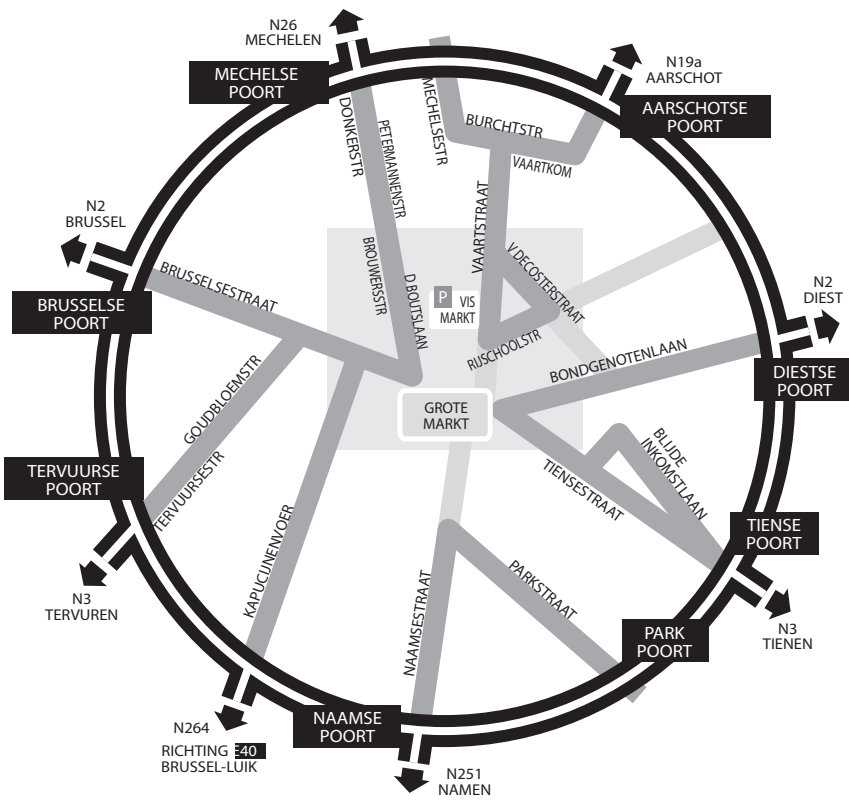 N26
MECHELEN
N19a
AARSCHOT
MECHELSE
POORT
AARSCHOTSE
POORT
DONKERSTR
PETERMANNENSTR
MECHELSESTR
BURCHTSTR
VAARTKOM
VAARTSTRAAT
N2
BRUSSEL
BRUSSELSESTRAAT
BROUWERSSTR
D BOUTSLAAN
V DECOSTERSTRAAT
P
VIS
MARKT
RIJSCHOOLSTR
BONDGENOTENLAAN
N2
DIEST
BRUSSELSE
POORT
DIESTSE
POORT
GOUDBLOEMSTR
GROTE
MARKT
BLIJDE
INKOMSTLAAN
TIENSESTRAAT
TERVUURSE
POORT
TERVUURSESTR
KAPUCIJNENVOER
TIENSE
POORT
N3
TERVUREN
NAAMSESTRAAT
PARKSTRAAT
PARK
POORT
N3
TIENEN
N264
RICHTING E40
BRUSSEL-LUIK
NAAMSE
POORT
N251
NAMEN